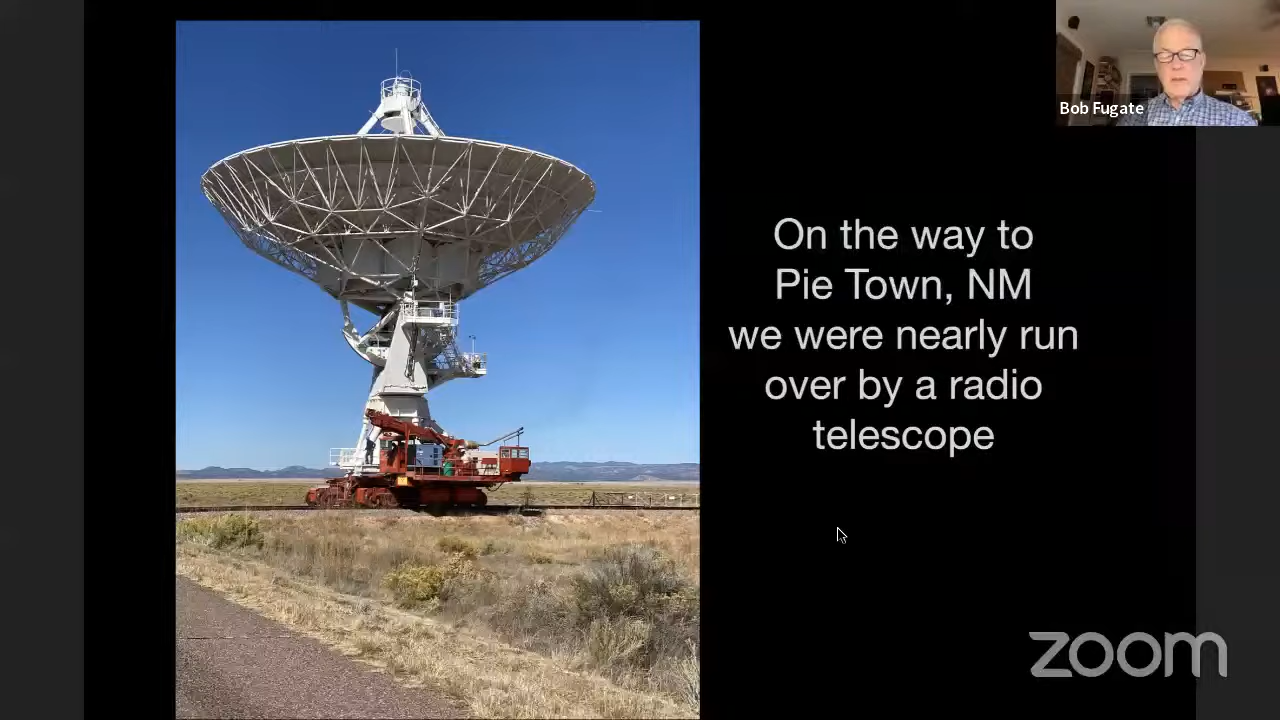 Bob Fugate
On the way to
Pie Town, NM
we were nearly run
over by a radio
telescope
zoom